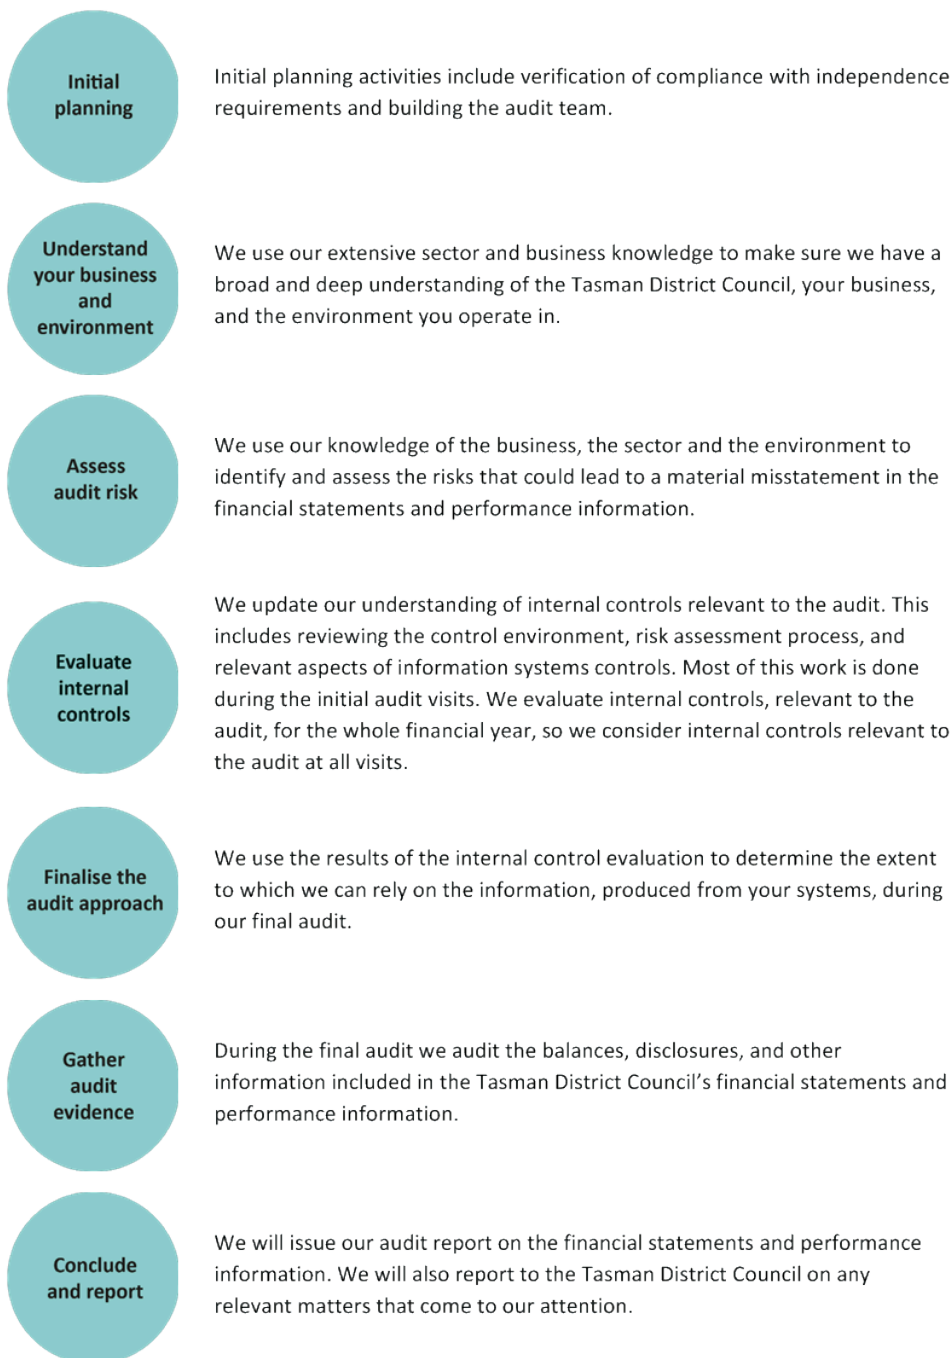 Initial
planning
Initial planning activities include verification of compliance with independence
requirements and building the audit team.
Understand
your business
and
environment
We use our extensive sector and business knowledge to make sure we have a
broad and deep understanding of the Tasman District Council, your business,
and the environment you operate in.
Assess
audit risk
We use our knowledge of the business, the sector and the environment to
identify and assess the risks that could lead to a material misstatement in the
financial statements and performance information.
Evaluate
internal
controls
We update our understanding of internal controls relevant to the audit. This
includes reviewing the control environment, risk assessment process, and
relevant aspects of information systems controls. Most of this work is done
during the initial audit visits. We evaluate internal controls, relevant to the
audit, for the whole financial year, so we consider internal controls relevant to
the audit at all visits.
Finalise the
audit approach
We use the results of the internal control evaluation to determine the extent
to which we can rely on the information, produced from your systems, during
our final audit.
Gather
audit
evidence
During the final audit we audit the balances, disclosures, and other
information included in the Tasman District Council’s financial statements and
performance information.
Conclude
and report
We will issue our audit report on the financial statements and performance
information. We will also report to the Tasman District Council on any
relevant matters that come to our attention.